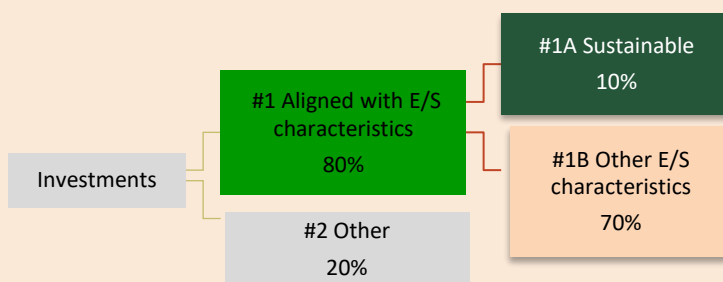 Investments
#1 Aligned with E/S
characteristics
80%
#2 Other
20%
#1A Sustainable
10%
#1B Other E/S
characteristics
70%